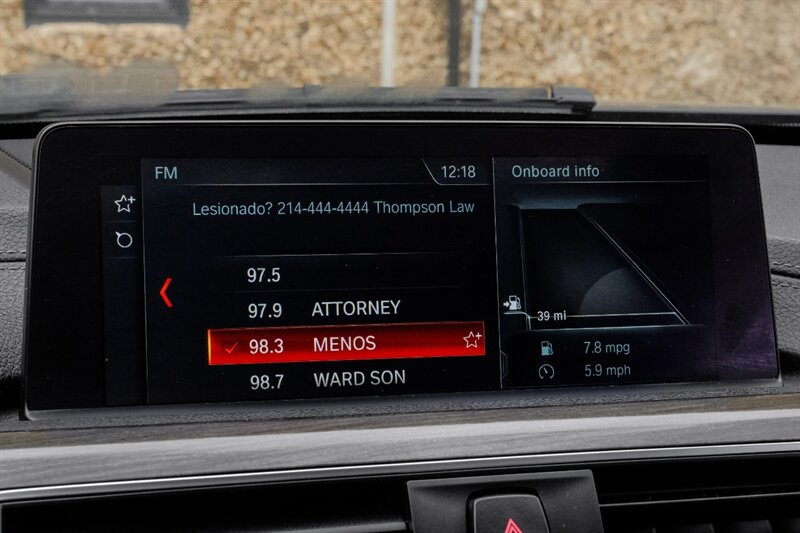 FM 12:18
Lesionado? 214-444-4444 Thompson Law
97.5
97.9 ATTORNEY
98.3 MENOS
98.7 WARD SON
Onboard info
39 mi
7.8 mpg
5.9 mph